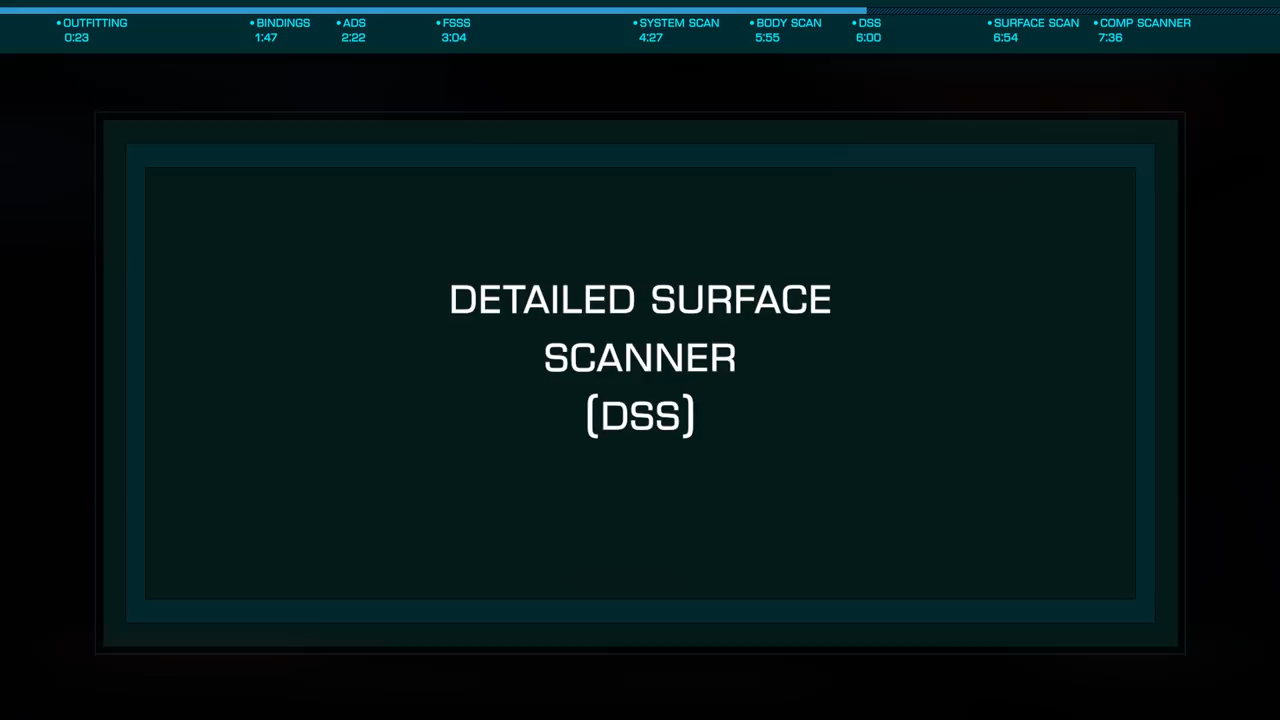 •OUTFITTING •BINDINGS •ADS •FSSS •SYSTEM SCAN •BODY SCAN •DSS •SURFACE SCAN •COMP SCANNER
0:23 1:47 2:22 3:04 4:27 5:55 6:00 6:54 7:36
DETAILED SURFACE
SCANNER
(DSS)